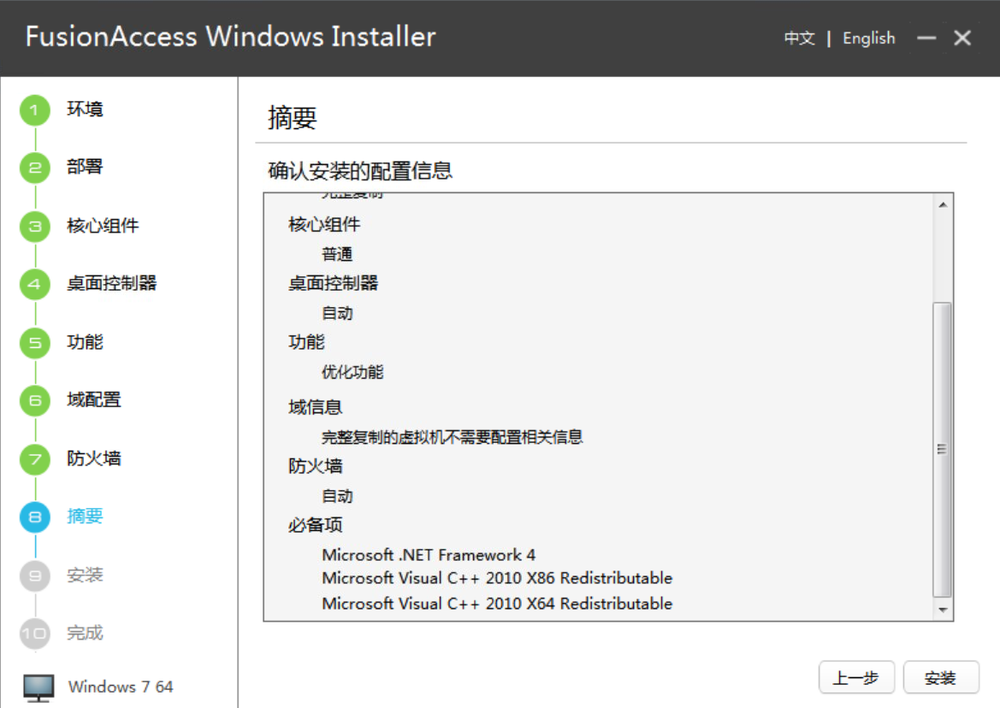 FusionAccess Windows Installer
中文 | English
1 环境
2 部署
3 核心组件
4 桌面控制器
5 功能
6 域配置
7 防火墙
8 摘要
9 安装
10 完成
Windows 7 64
摘要
确认安装的配置信息
完整复制
核心组件
普通
桌面控制器
自动
功能
优化功能
域信息
完整复制的虚拟机不需要配置相关信息
防火墙
自动
必备项
Microsoft .NET Framework 4
Microsoft Visual C++ 2010 X86 Redistributable
Microsoft Visual C++ 2010 X64 Redistributable
上一步 安装